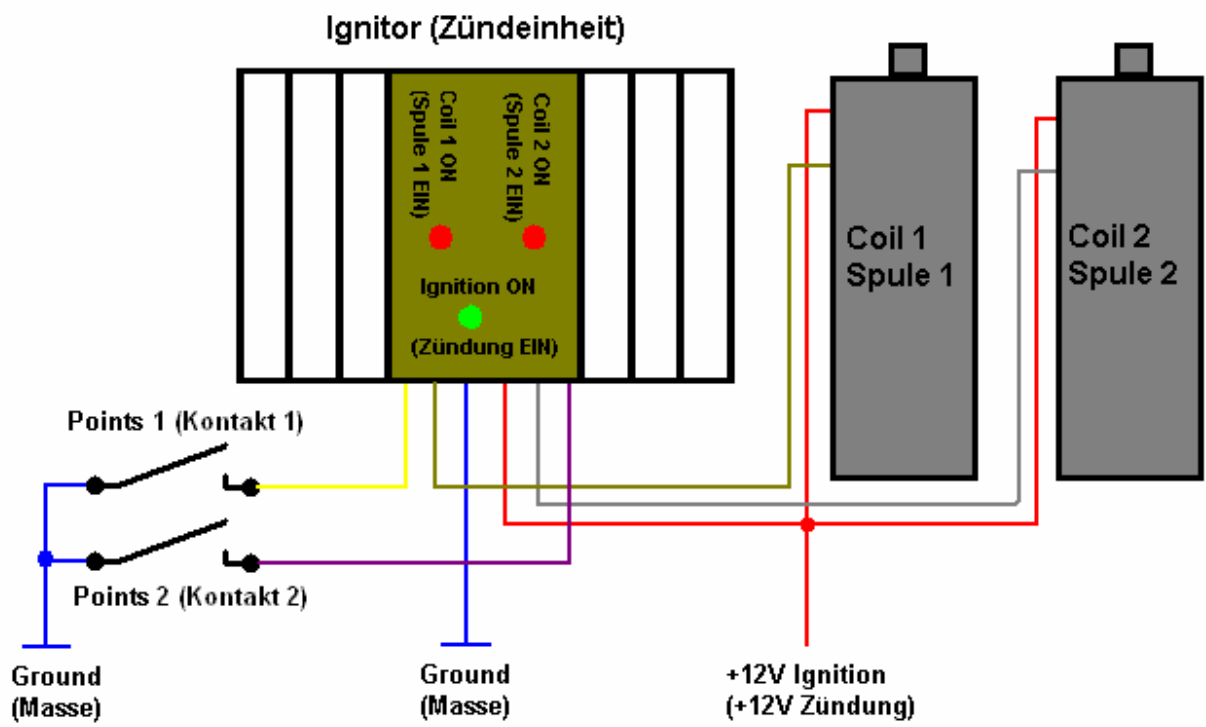 Ignitor (Zündeinheit)
Coil 1 ON
(Spule 1 EIN)
Coil 2 ON
(Spule 2 EIN)
Ignition ON
(Zündung EIN)
Coil 1
Spule 1
Coil 2
Spule 2
Points 1 (Kontakt 1)
Points 2 (Kontakt 2)
Ground
(Masse)
Ground
(Masse)
+12V Ignition
(+12V Zündung)